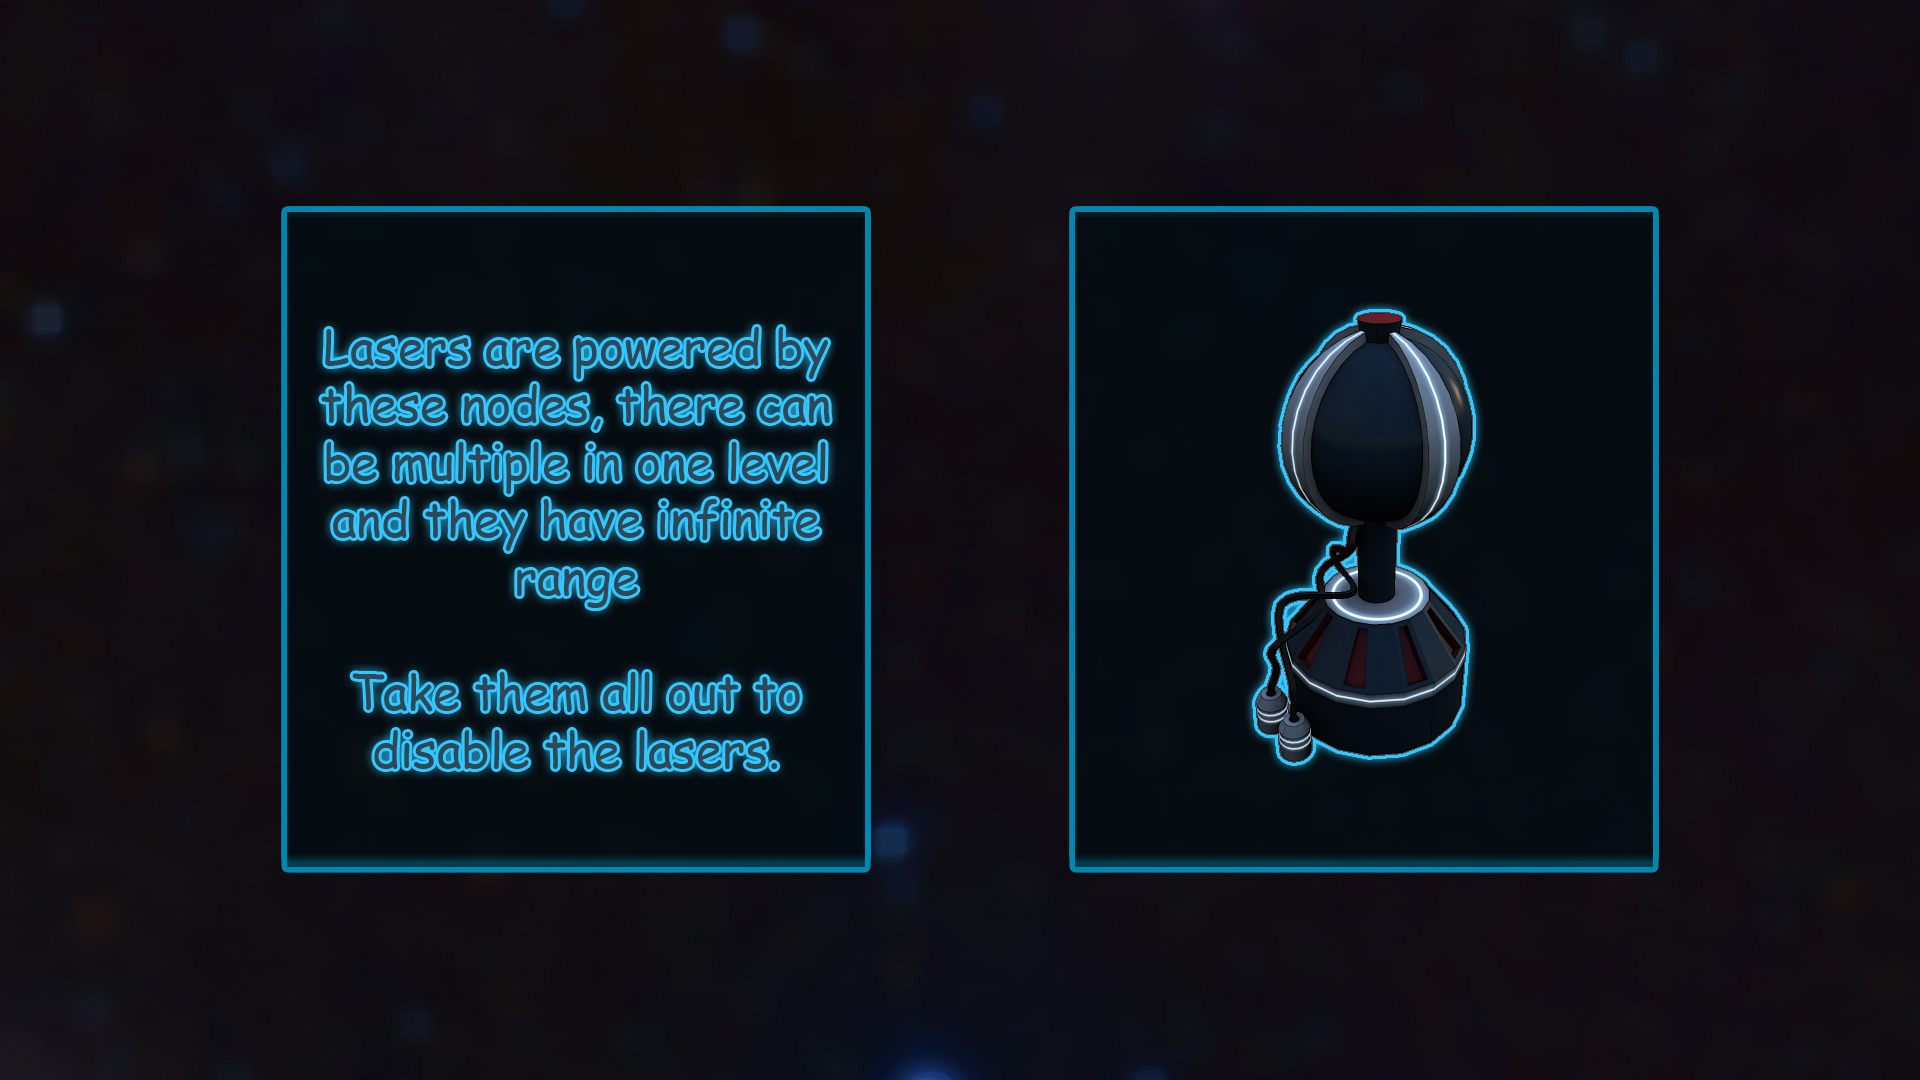 Lasers are powered by
these nodes, there can
be multiple in one level
and they have infinite
range
Take them all out to
disable the lasers.